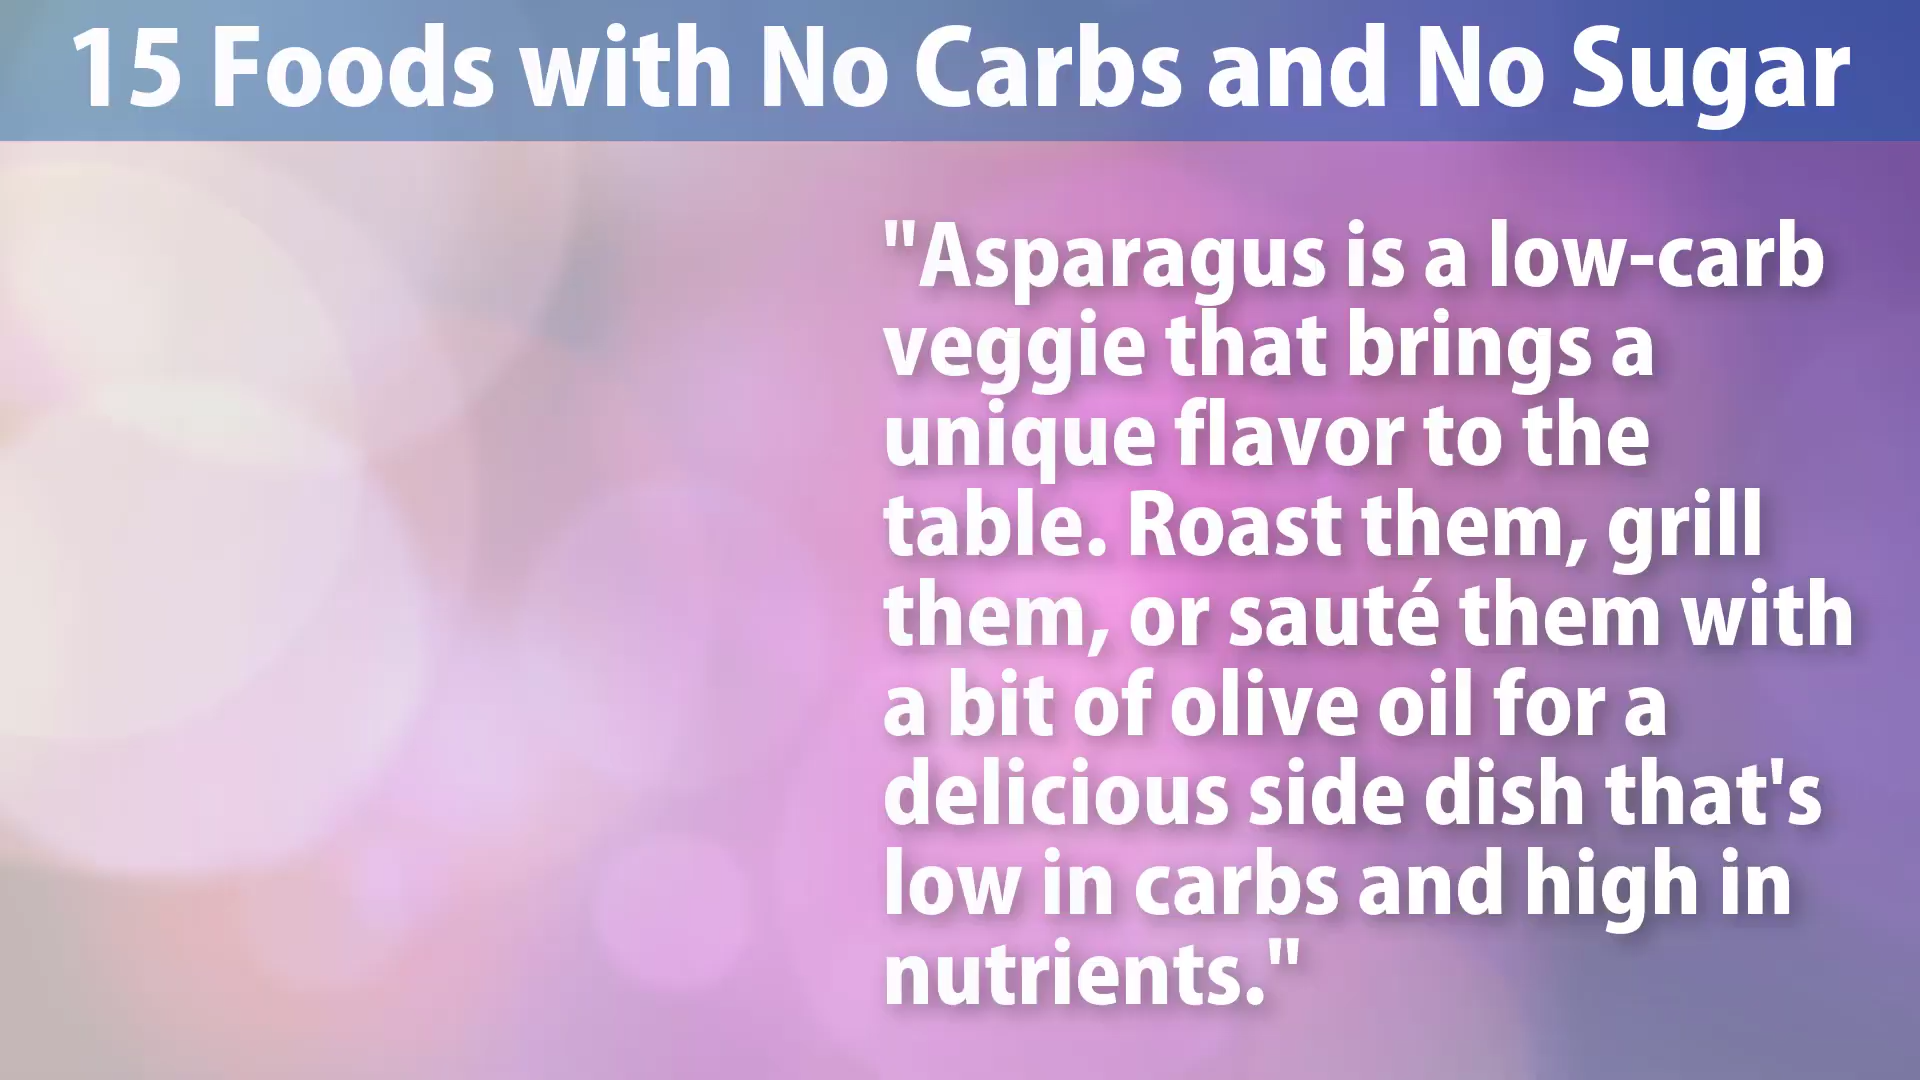 15 Foods with No Carbs and No Sugar
"Asparagus is a low-carb
veggie that brings a
unique flavor to the
table. Roast them, grill
them, or sauté them with
a bit of olive oil for a
delicious side dish that's
low in carbs and high in
nutrients."